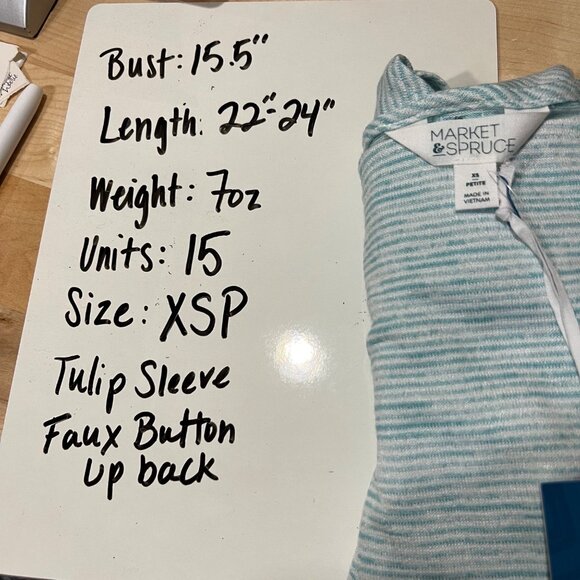 Bust: 15.5"
Length: 22"-24"
Weight: 7oz
Units: 15
Size: XSP
Tulip Sleeve
Faux Button
up back
MARKET
&SPRUCE
XS
PETITE
MADE IN
VIETNAM